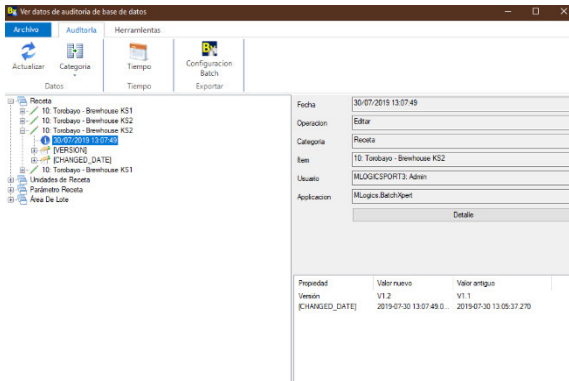 Ver datos de auditoria de base de datos
Archivo Auditoría Herramientas
Actualizar Categoria Tiempo Configuracion Batch
Datos Tiempo Exportar
Receta
10: Torobayo - Brewhouse KS1
10: Torobayo - Brewhouse KS2
10: Torobayo - Brewhouse KS2
30/07/2019 13:07:49
[VERSION]
[CHANGED_DATE]
10: Torobayo - Brewhouse KS1
Unidades de Receta
Parámetro Receta
Área De Lote
Fecha 30/07/2019 13:07:49
Operacion Editar
Categoria Receta
Ítem 10: Torobayo - Brewhouse KS2
Usuario MLOGICSPORT3: Admin
Applicacion MLogics.BatchXpert
Detalle
Propiedad Valor nuevo Valor antiguo
Versión V1.2 V1.1
[CHANGED_DATE] 2019-07-30 13:07:49.0... 2019-07-30 13:05:37.270